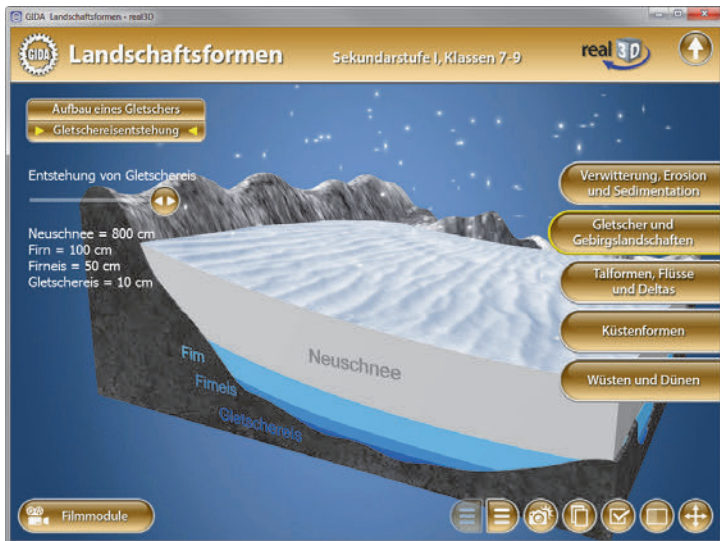 GIDA Landschaftsformen - real3D
GIDA
Landschaftsformen
Sekundarstufe I, Klassen 7-9
real 3D
Aufbau eines Gletschers
Gletschereisentstehung
Entstehung von Gletschereis
Neuschnee = 800 cm
Firn = 100 cm
Firneis = 50 cm
Gletschereis = 10 cm
Verwitterung, Erosion
und Sedimentation
Gletscher und
Gebirgslandschaften
Talformen, Flüsse
und Deltas
Küstenformen
Wüsten und Dünen
Neuschnee
Firn
Firneis
Gletschereis
Filmmodule